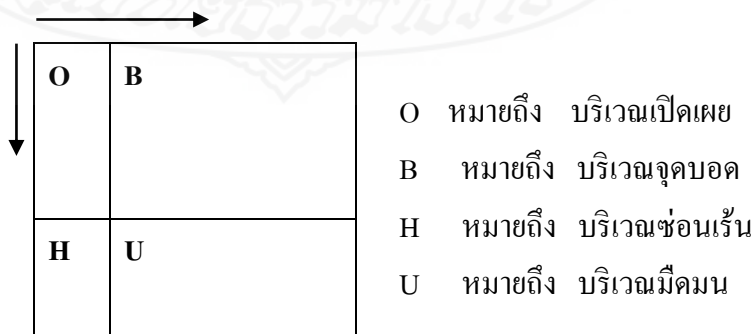 O B
H U
O หมายถึง บริเวณเปิดเผย
B หมายถึง บริเวณจุดบอด
H หมายถึง บริเวณซ่อนเร้น
U หมายถึง บริเวณมืดมน